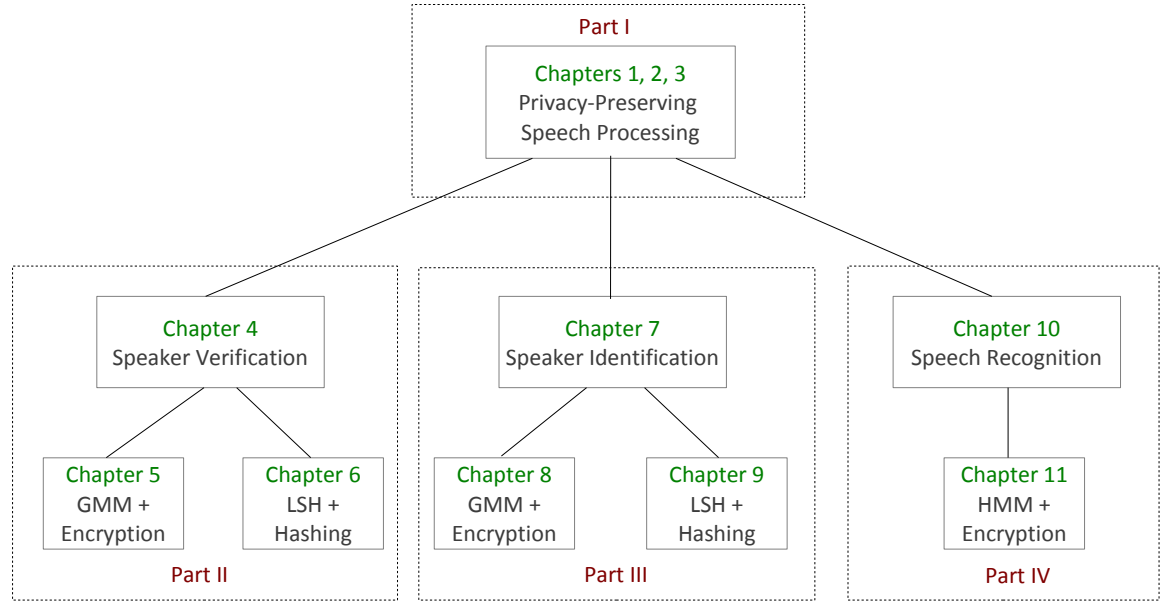 Part I
Chapters 1, 2, 3
Privacy-Preserving
Speech Processing
Chapter 4
Speaker Verification
Chapter 5
GMM +
Encryption
Chapter 6
LSH +
Hashing
Part II
Chapter 7
Speaker Identification
Chapter 8
GMM +
Encryption
Chapter 9
LSH +
Hashing
Part III
Chapter 10
Speech Recognition
Chapter 11
HMM +
Encryption
Part IV